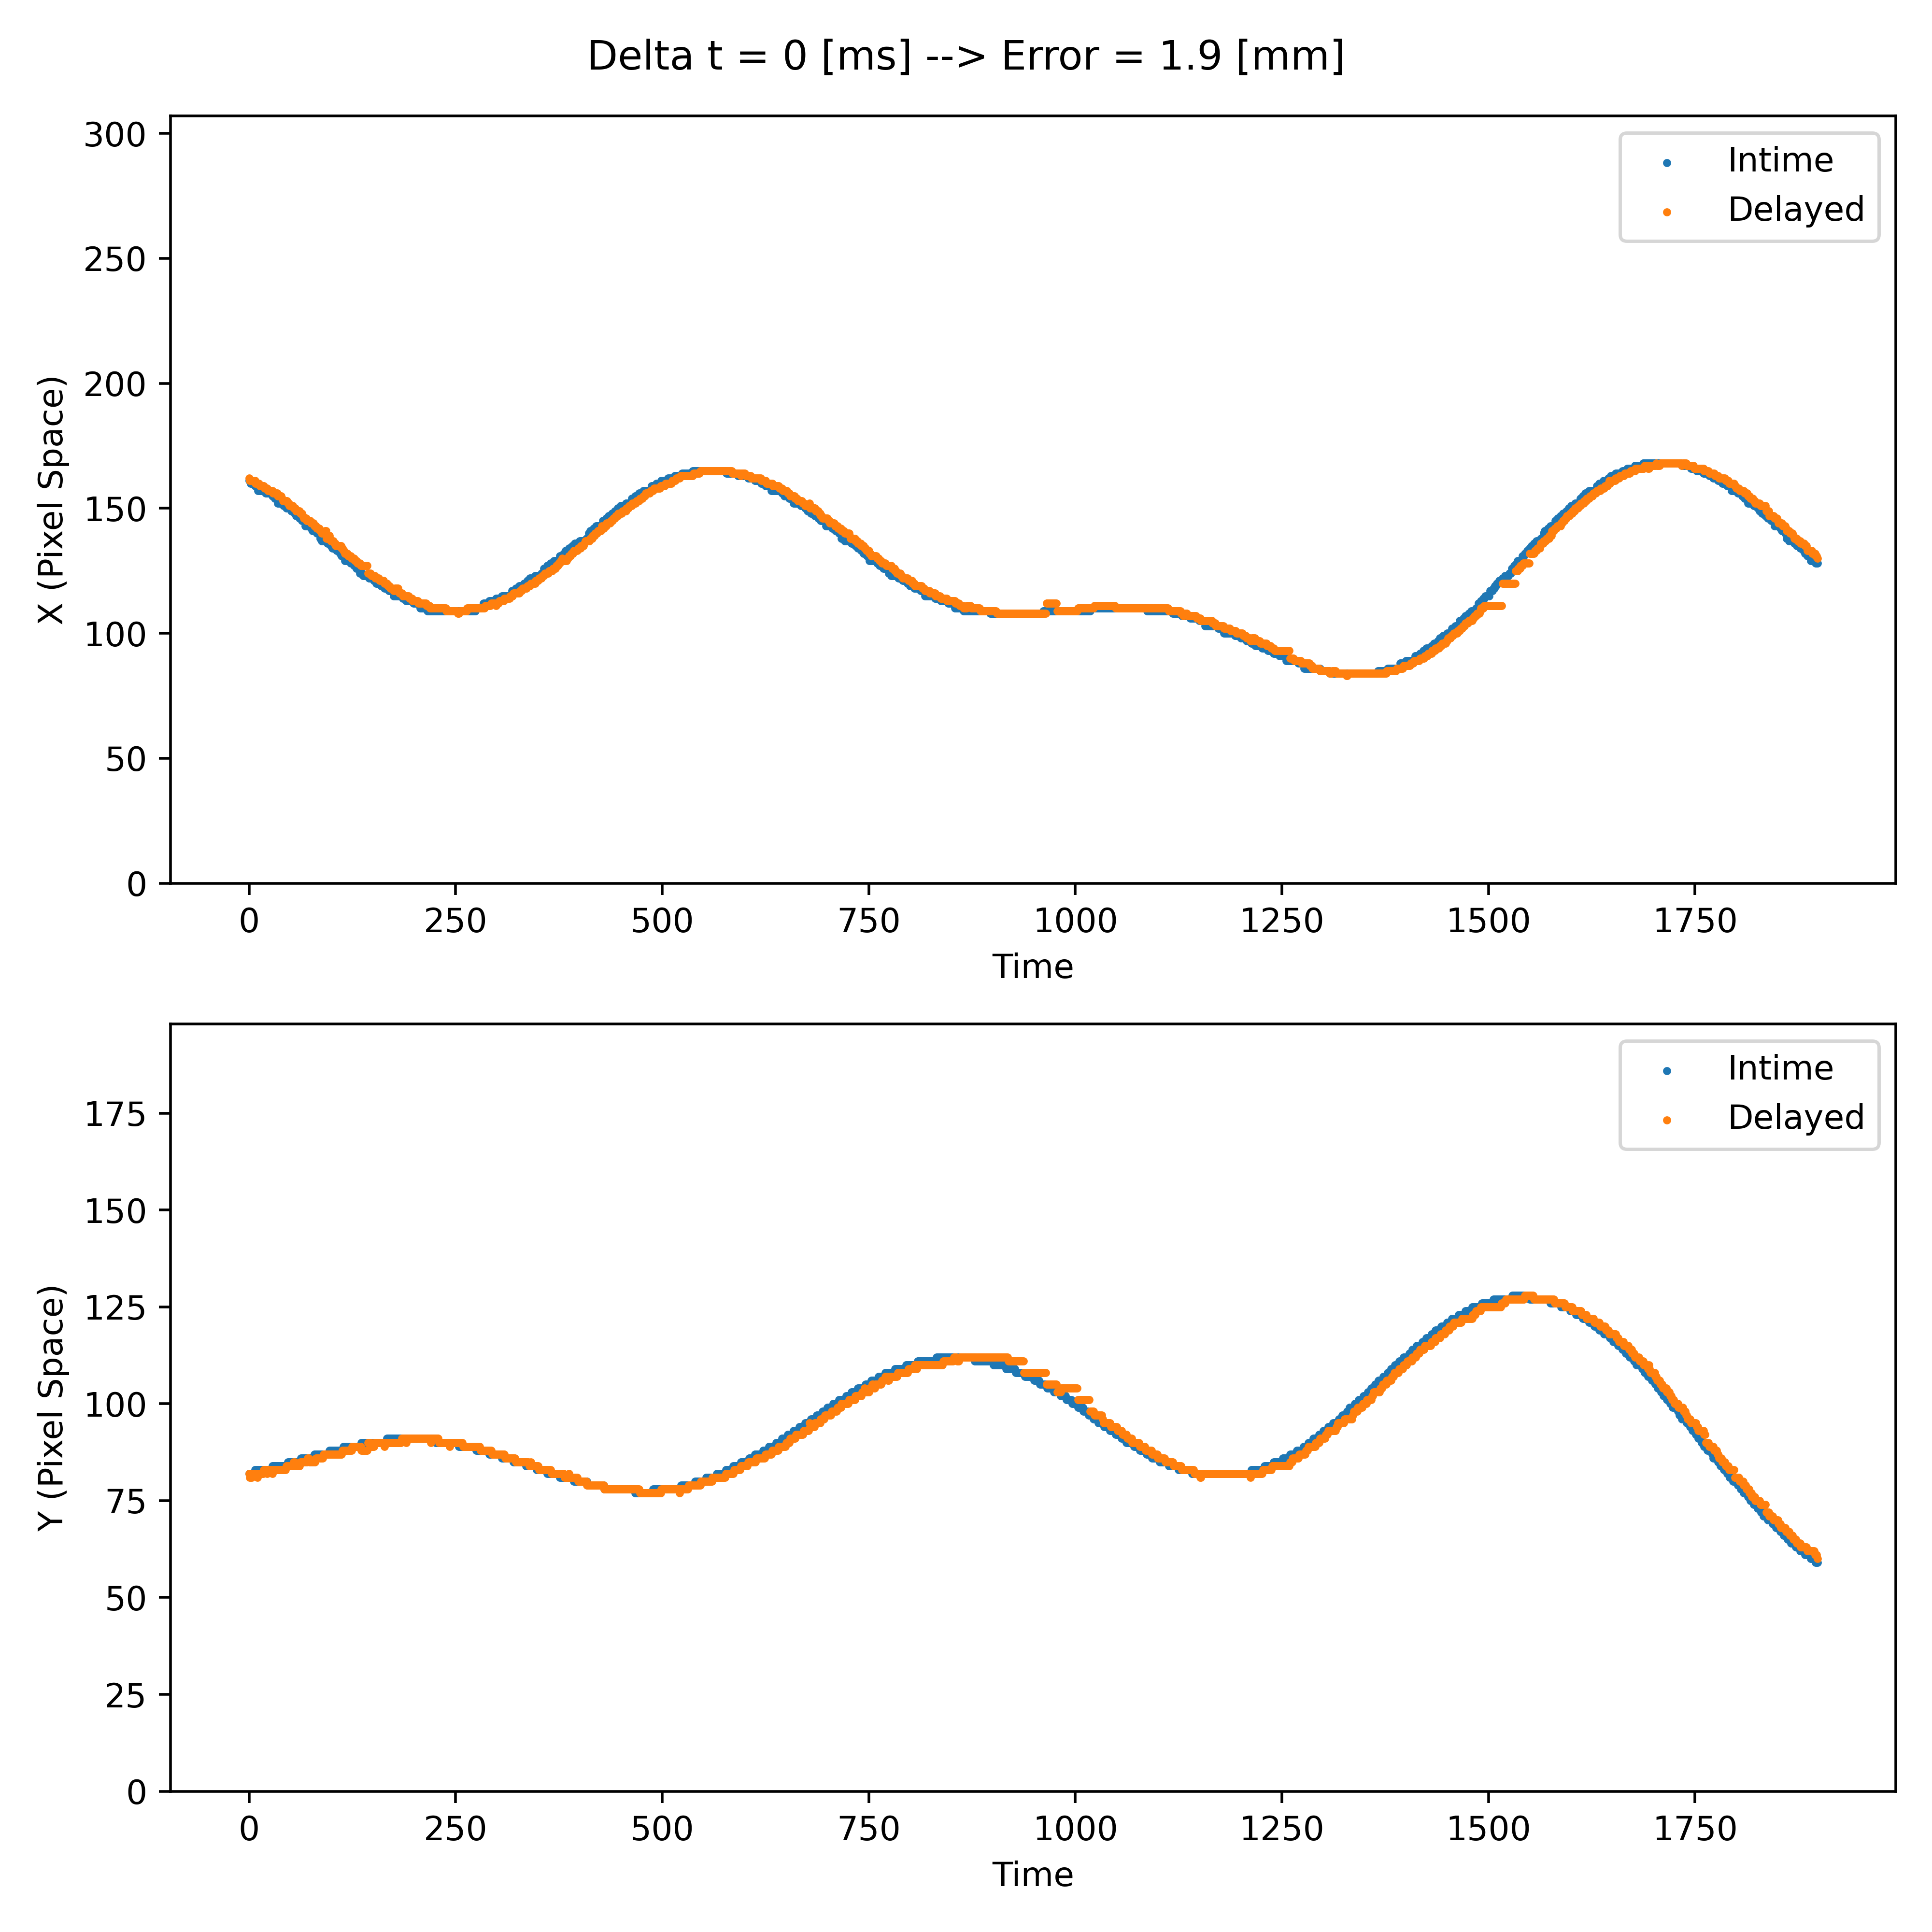 Delta t = 0 [ms] --> Error = 1.9 [mm]
300
250
200
150
100
50
0
X (Pixel Space)
Intime
Delayed
0 250 500 750 1000 1250 1500 1750
Time
175
150
125
100
75
50
25
0
Y (Pixel Space)
Intime
Delayed
0 250 500 750 1000 1250 1500 1750
Time